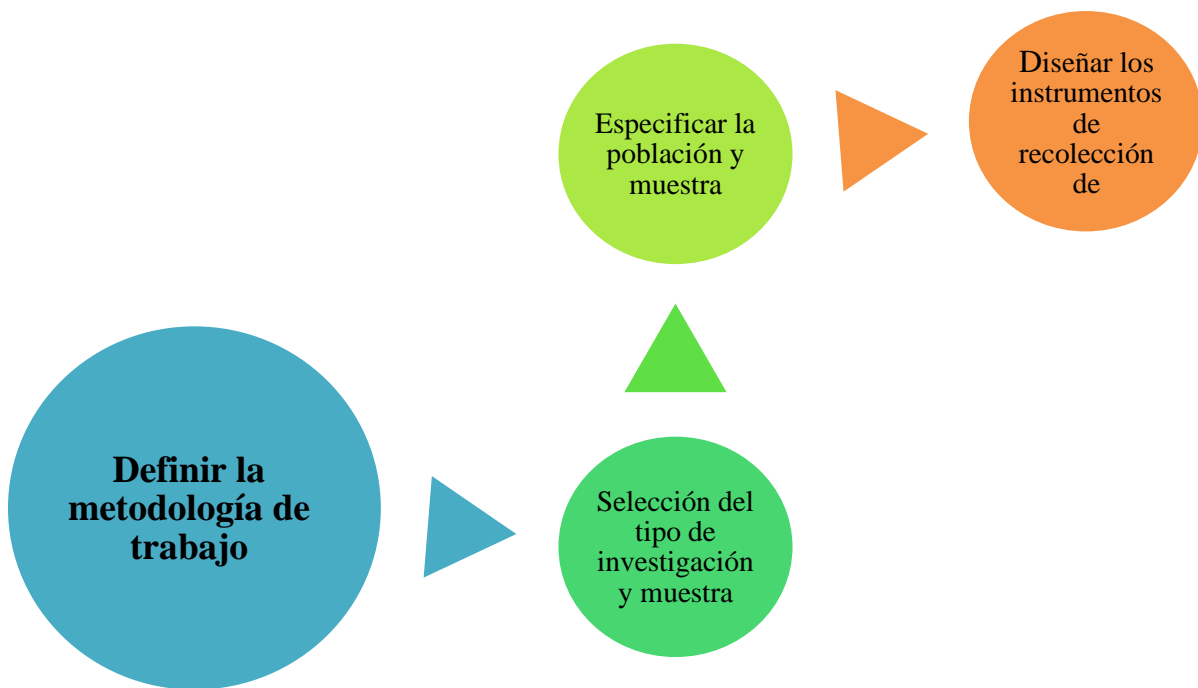 Definir la
metodología de
trabajo
Selección del
tipo de
investigación
y muestra
Especificar la
población y
muestra
Diseñar los
instrumentos
de
recolección
de